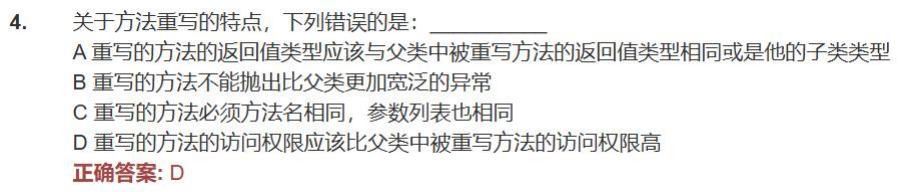 4. 关于方法重写的特点，下列错误的是：___________
A 重写的方法的返回值类型应该与父类中被重写方法的返回值类型相同或是他的子类类型
B 重写的方法不能抛出比父类更加宽泛的异常
C 重写的方法必须方法名相同，参数列表也相同
D 重写的方法的访问权限应该比父类中被重写方法的访问权限高
正确答案: D